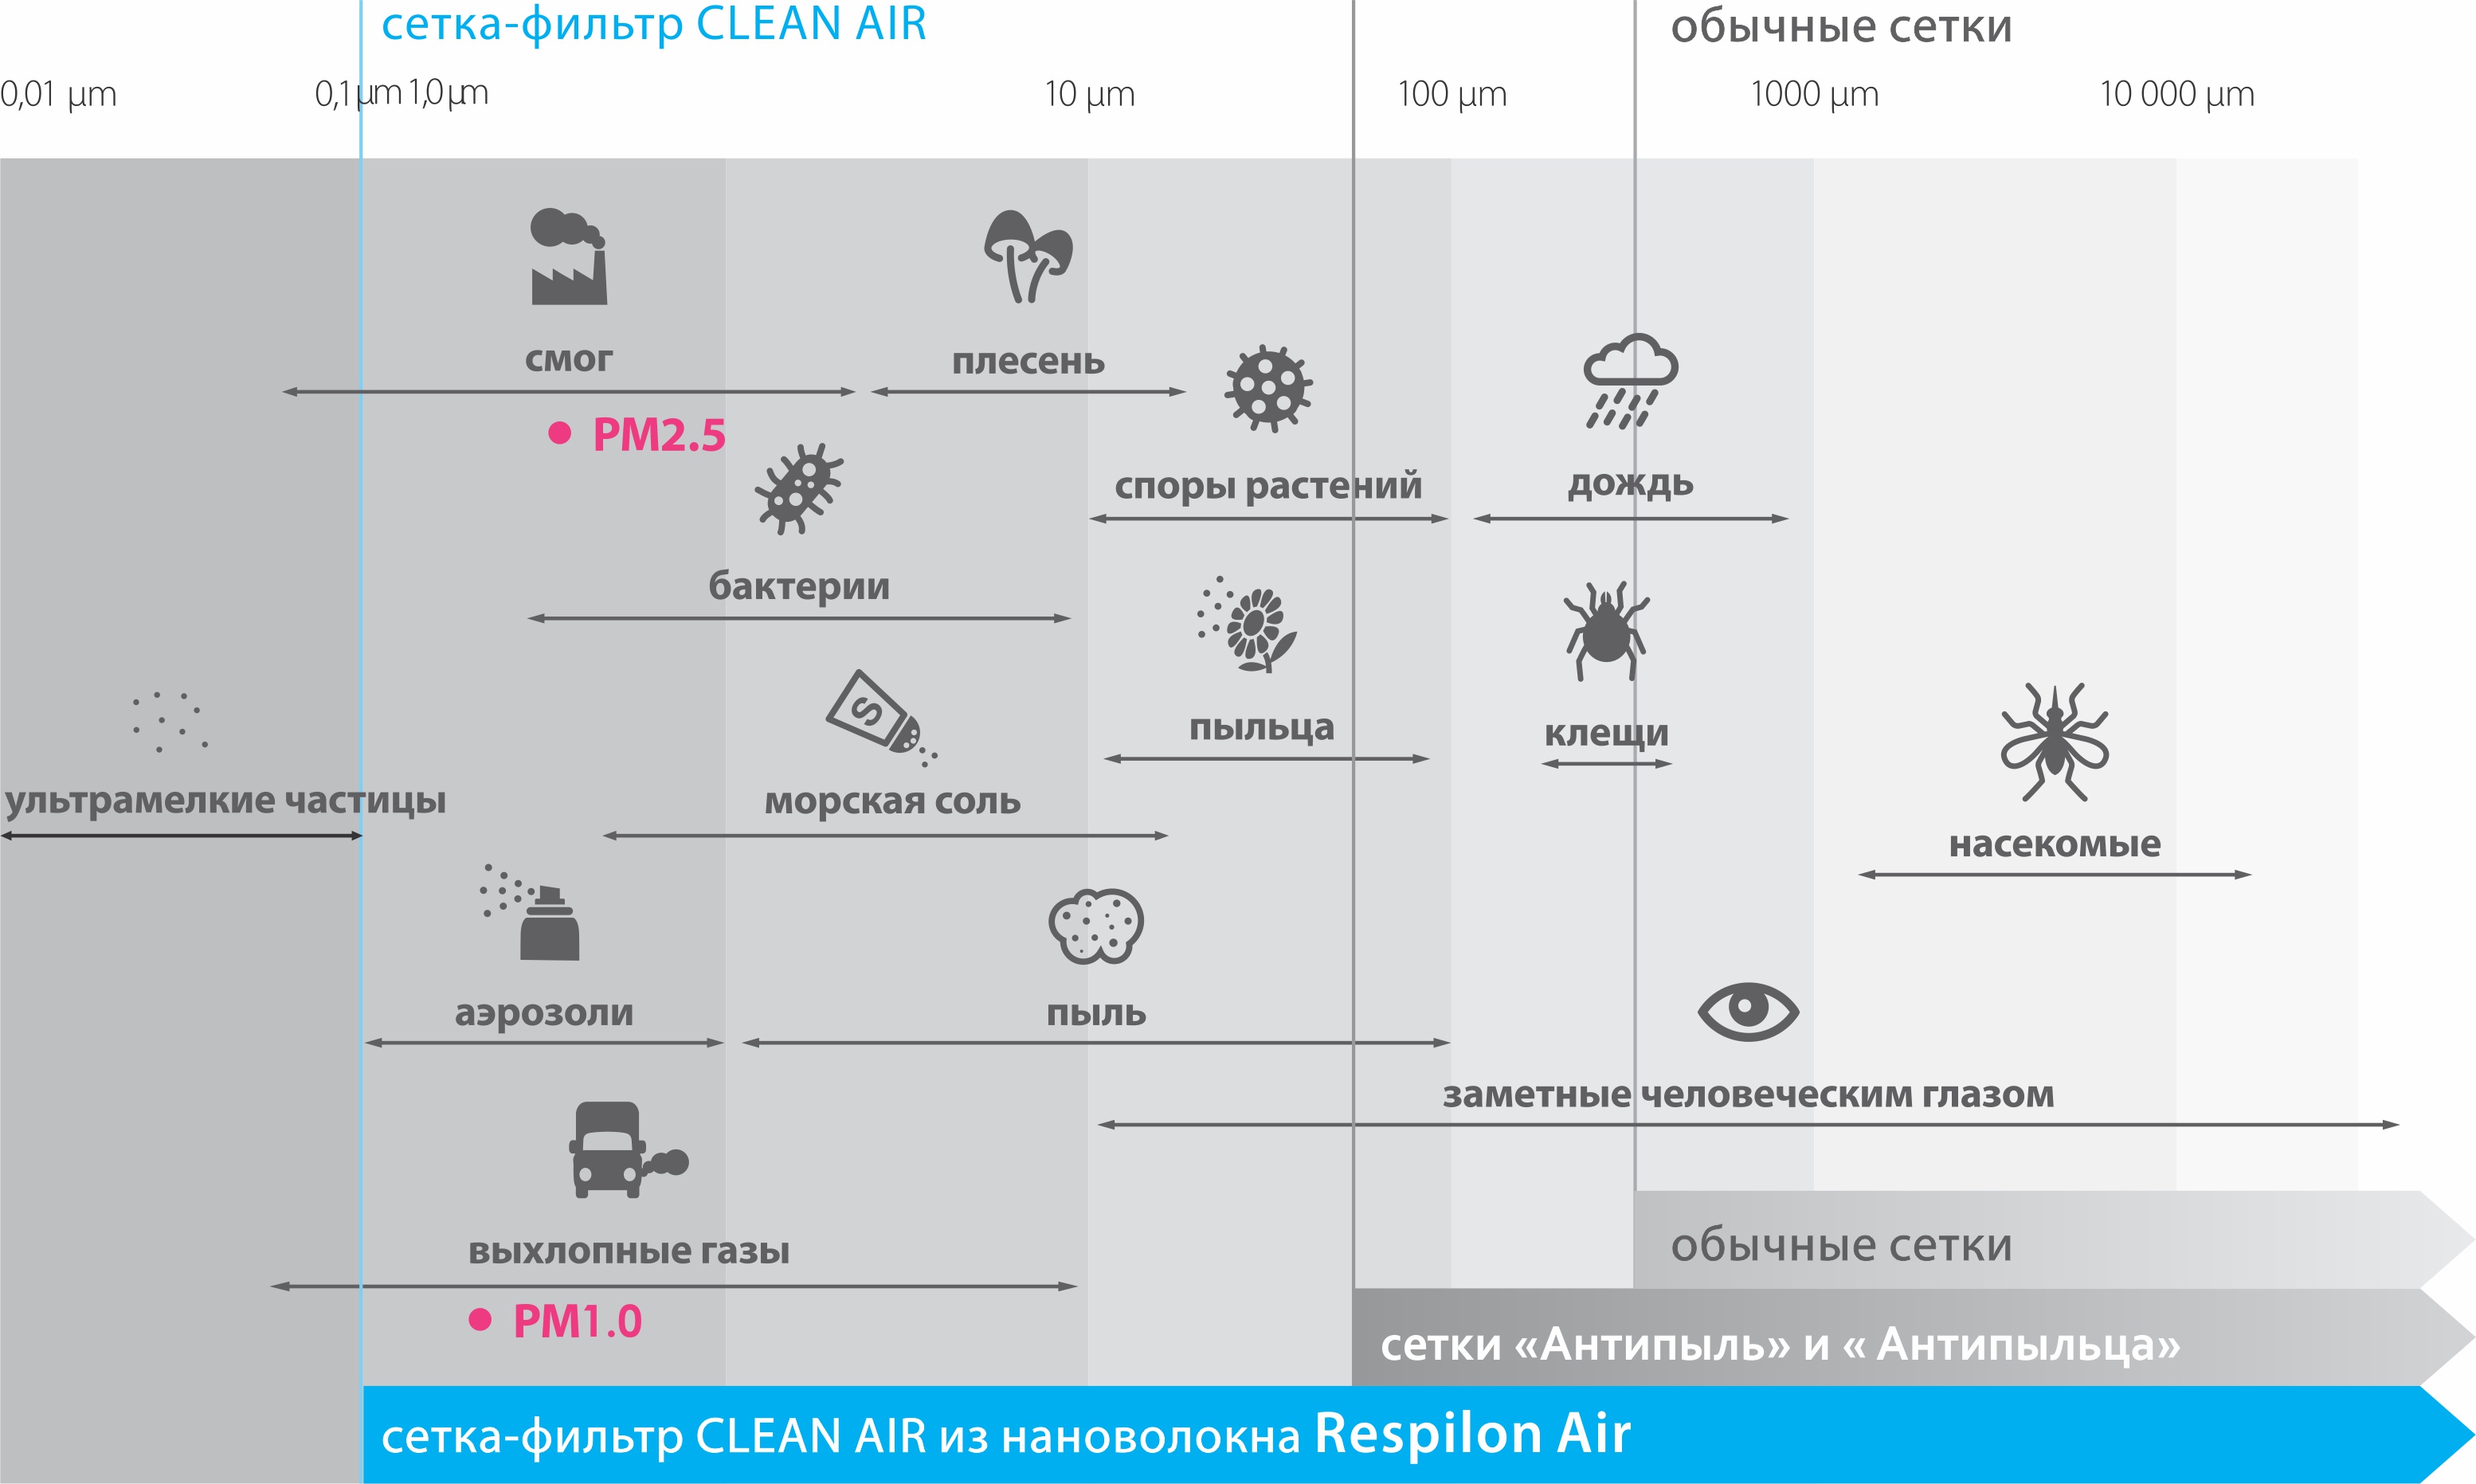 сетка-фильтр CLEAN AIR
обычные сетки
0,01 µm
0,1 µm
1,0 µm
10 µm
100 µm
1000 µm
10 000 µm
смог
плесень
PM2.5
споры растений
дождь
бактерии
пыльца
клещи
ультрамелкие частицы
морская соль
насекомые
аэрозоли
пыль
заметные человеческим глазом
выхлопные газы
обычные сетки
PM1.0
сетки «Антипыль» и « Антипыльца»
сетка-фильтр CLEAN AIR из нановолокна Respilon Air
S